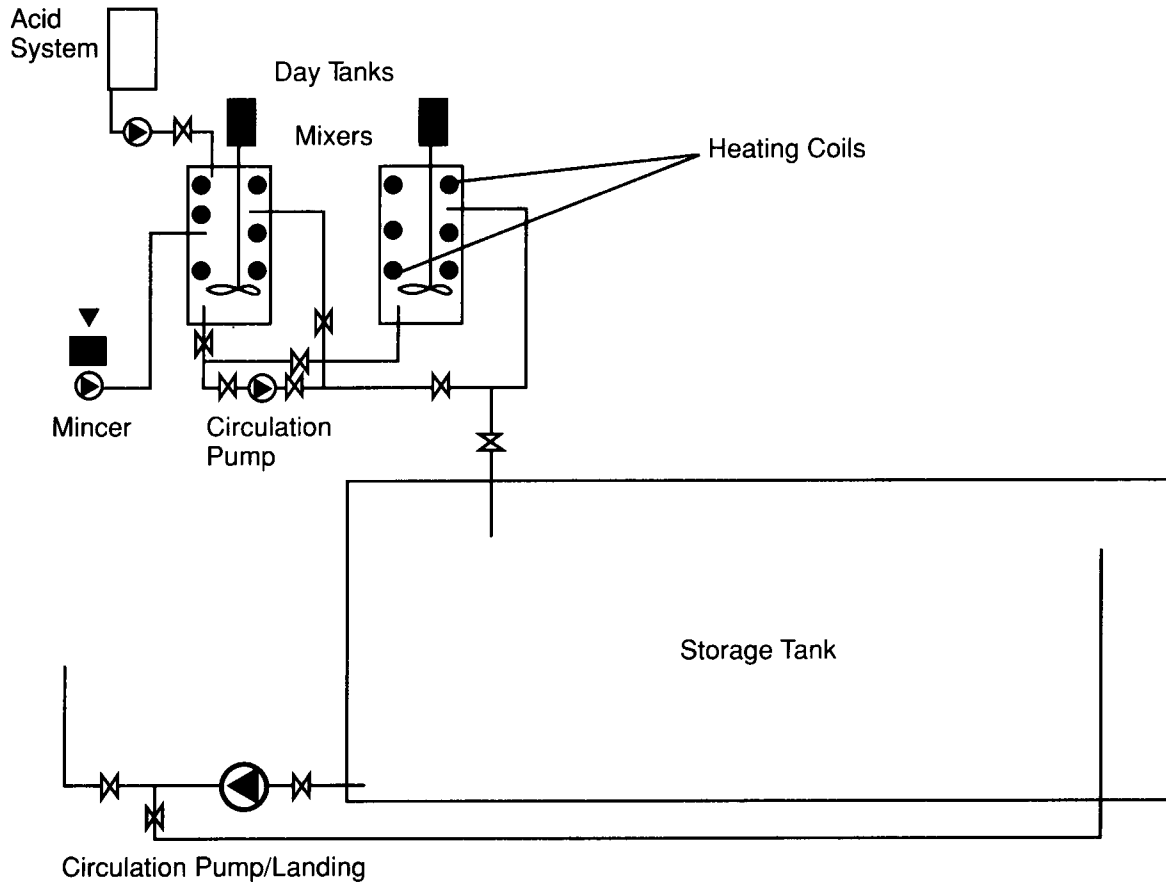 Acid
System
Day Tanks
Mixers
Heating Coils
Mincer
Circulation
Pump
Storage Tank
Circulation Pump/Landing